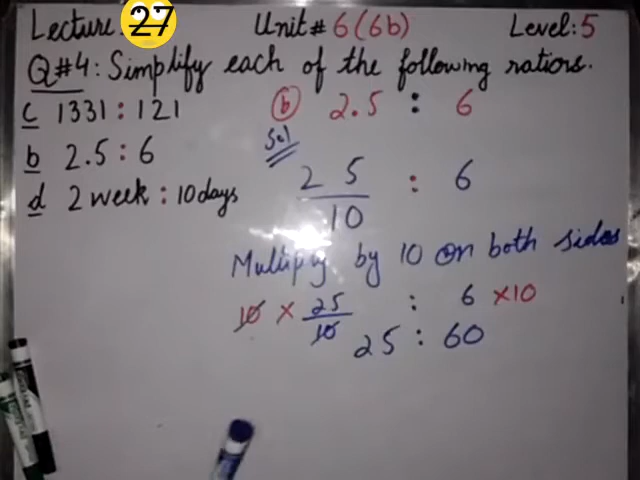 Lecture: 27 Unit# 6(6b) Level: 5
Q#4: Simplify each of the following rations.
c 1331 : 121
b 2.5 : 6
d 2 week : 10 days
(b) 2.5 : 6
Sol
25/10 : 6
Multiply by 10 on both sides
10 × 25/10 : 6 ×10
25 : 60